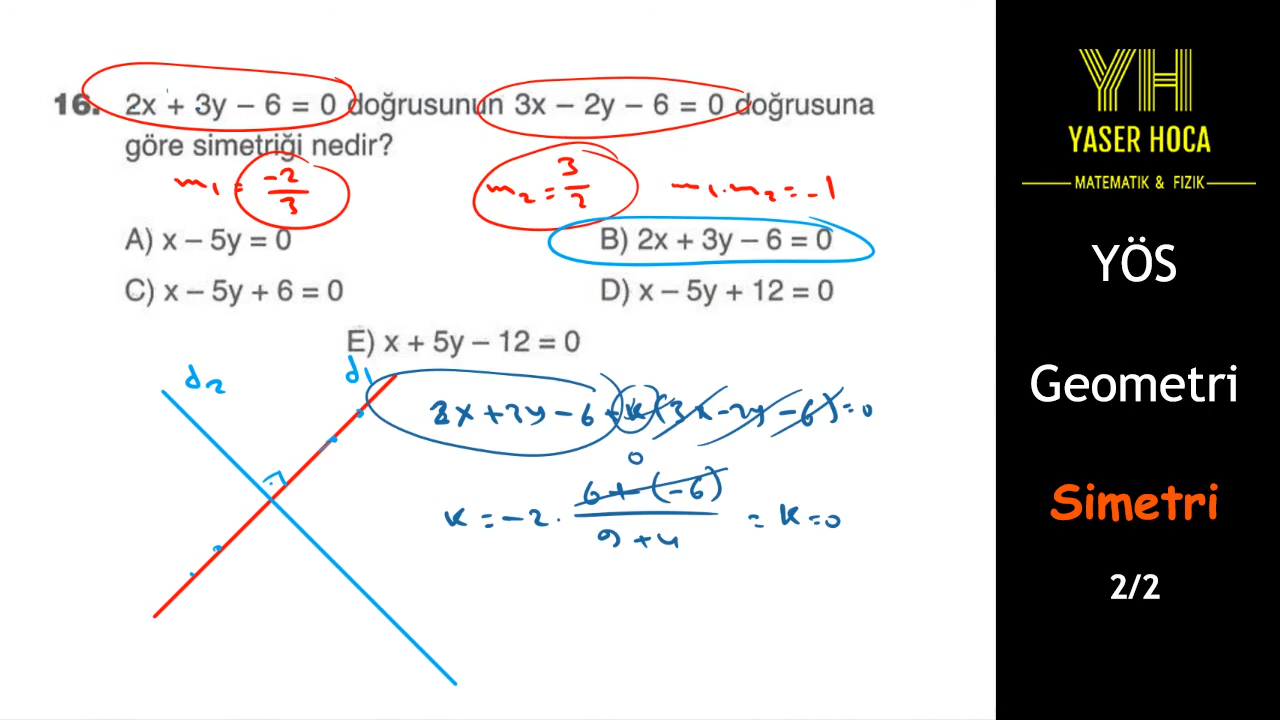 16. 2x + 3y − 6 = 0 doğrusunun 3x − 2y − 6 = 0 doğrusuna
göre simetriği nedir?
m₁ = -2/3 m₂ = 3/2 m₁.m₂ = -1
A) x − 5y = 0 B) 2x + 3y − 6 = 0
C) x − 5y + 6 = 0 D) x − 5y + 12 = 0
E) x + 5y − 12 = 0
d₂ d₁
2x + 3y − 6 + k(3x − 2y − 6) = 0
0
k = -2 . (6 + (-6))/(9 + 4) = k = 0
YH
YASER HOCA
MATEMATIK & FIZIK
YÖS
Geometri
Simetri
2/2